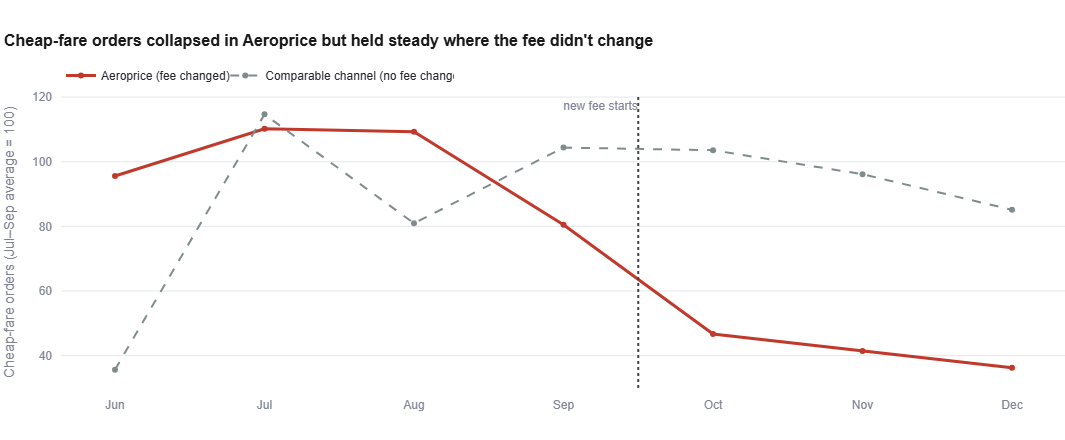 Cheap-fare orders collapsed in Aeroprice but held steady where the fee didn't change
Aeroprice (fee changed) Comparable channel (no fee chang
120
new fee starts
100
80
60
40
Cheap-fare orders (Jul–Sep average = 100)
Jun Jul Aug Sep Oct Nov Dec